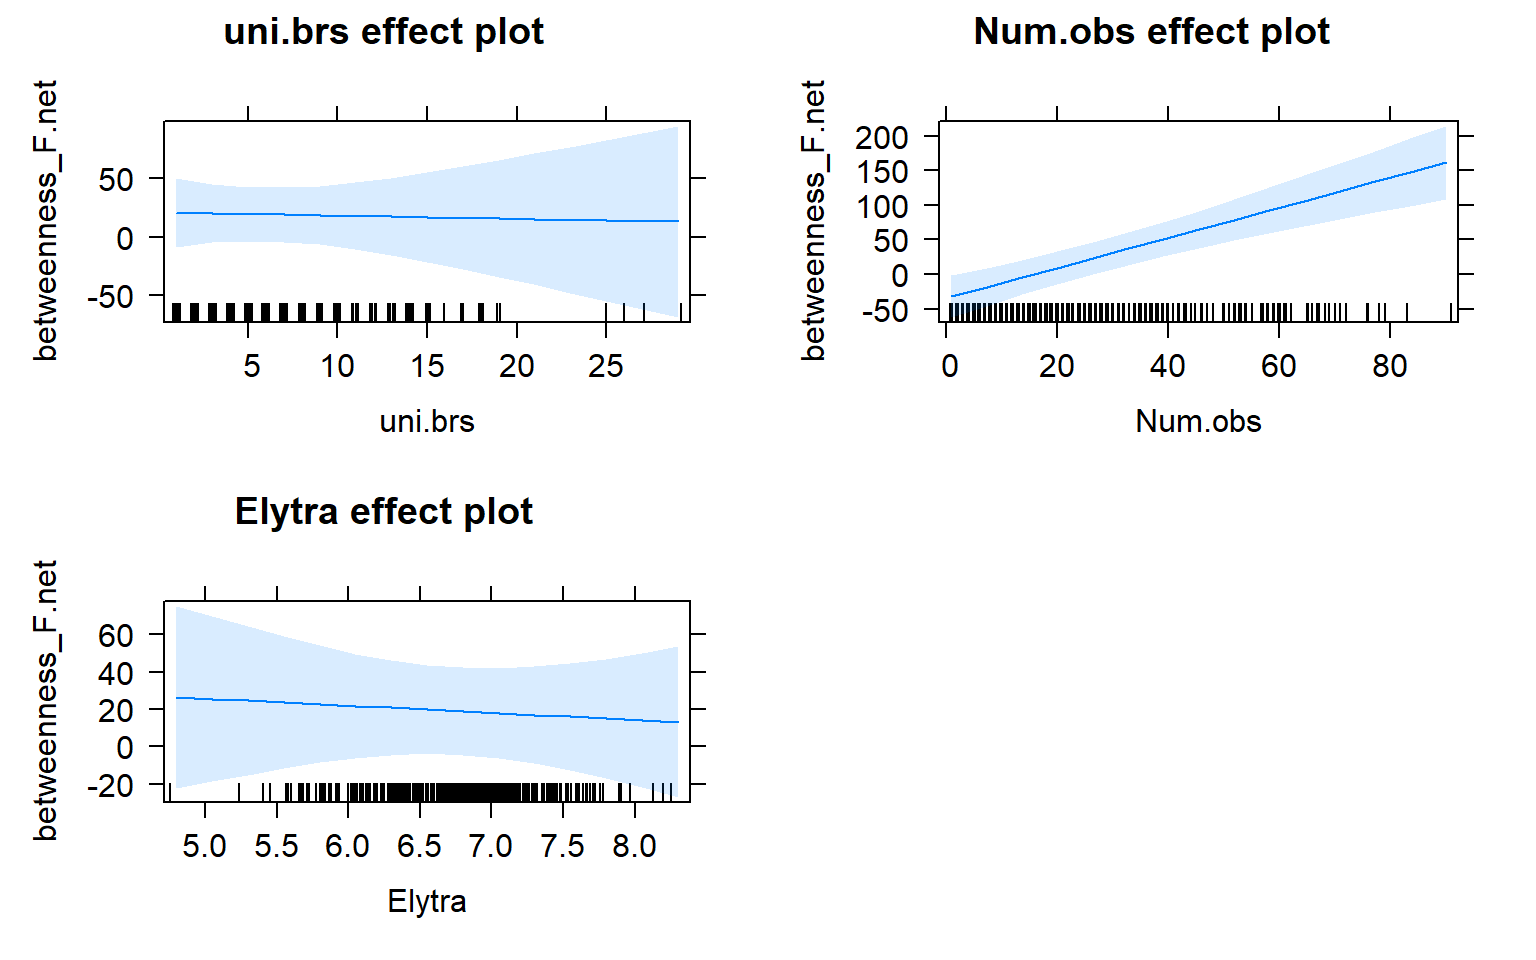 uni.brs effect plot
betweenness_F.net
50
0
-50
5 10 15 20 25
uni.brs
Num.obs effect plot
betweenness_F.net
200
150
100
50
0
-50
0 20 40 60 80
Num.obs
Elytra effect plot
betweenness_F.net
60
40
20
0
-20
5.0 5.5 6.0 6.5 7.0 7.5 8.0
Elytra